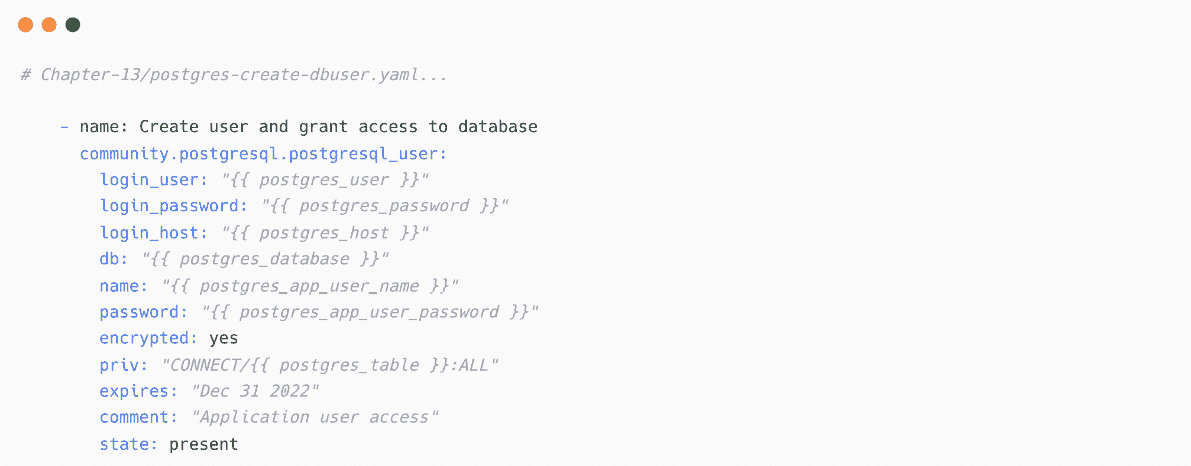 # Chapter-13/postgres-create-dbuser.yaml...
- name: Create user and grant access to database
community.postgresql.postgresql_user:
login_user: "{{ postgres_user }}"
login_password: "{{ postgres_password }}"
login_host: "{{ postgres_host }}"
db: "{{ postgres_database }}"
name: "{{ postgres_app_user_name }}"
password: "{{ postgres_app_user_password }}"
encrypted: yes
priv: "CONNECT/{{ postgres_table }}:ALL"
expires: "Dec 31 2022"
comment: "Application user access"
state: present